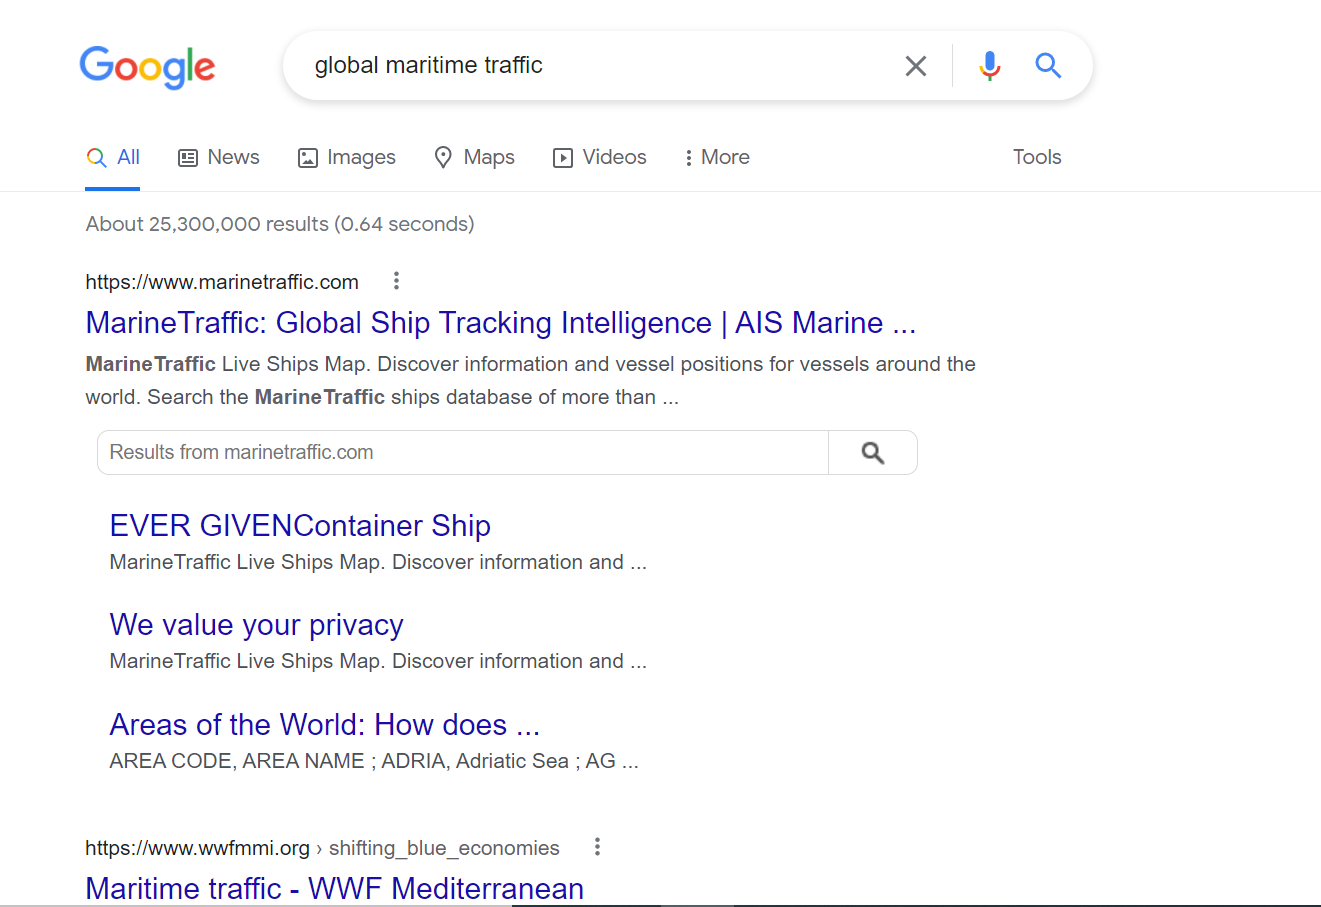 Google
global maritime traffic
All News Images Maps Videos More Tools
About 25,300,000 results (0.64 seconds)
https://www.marinetraffic.com
MarineTraffic: Global Ship Tracking Intelligence | AIS Marine ...
MarineTraffic Live Ships Map. Discover information and vessel positions for vessels around the
world. Search the MarineTraffic ships database of more than ...
Results from marinetraffic.com
EVER GIVENContainer Ship
MarineTraffic Live Ships Map. Discover information and ...
We value your privacy
MarineTraffic Live Ships Map. Discover information and ...
Areas of the World: How does ...
AREA CODE, AREA NAME ; ADRIA, Adriatic Sea ; AG ...
https://www.wwfmmi.org › shifting_blue_economies
Maritime traffic - WWF Mediterranean